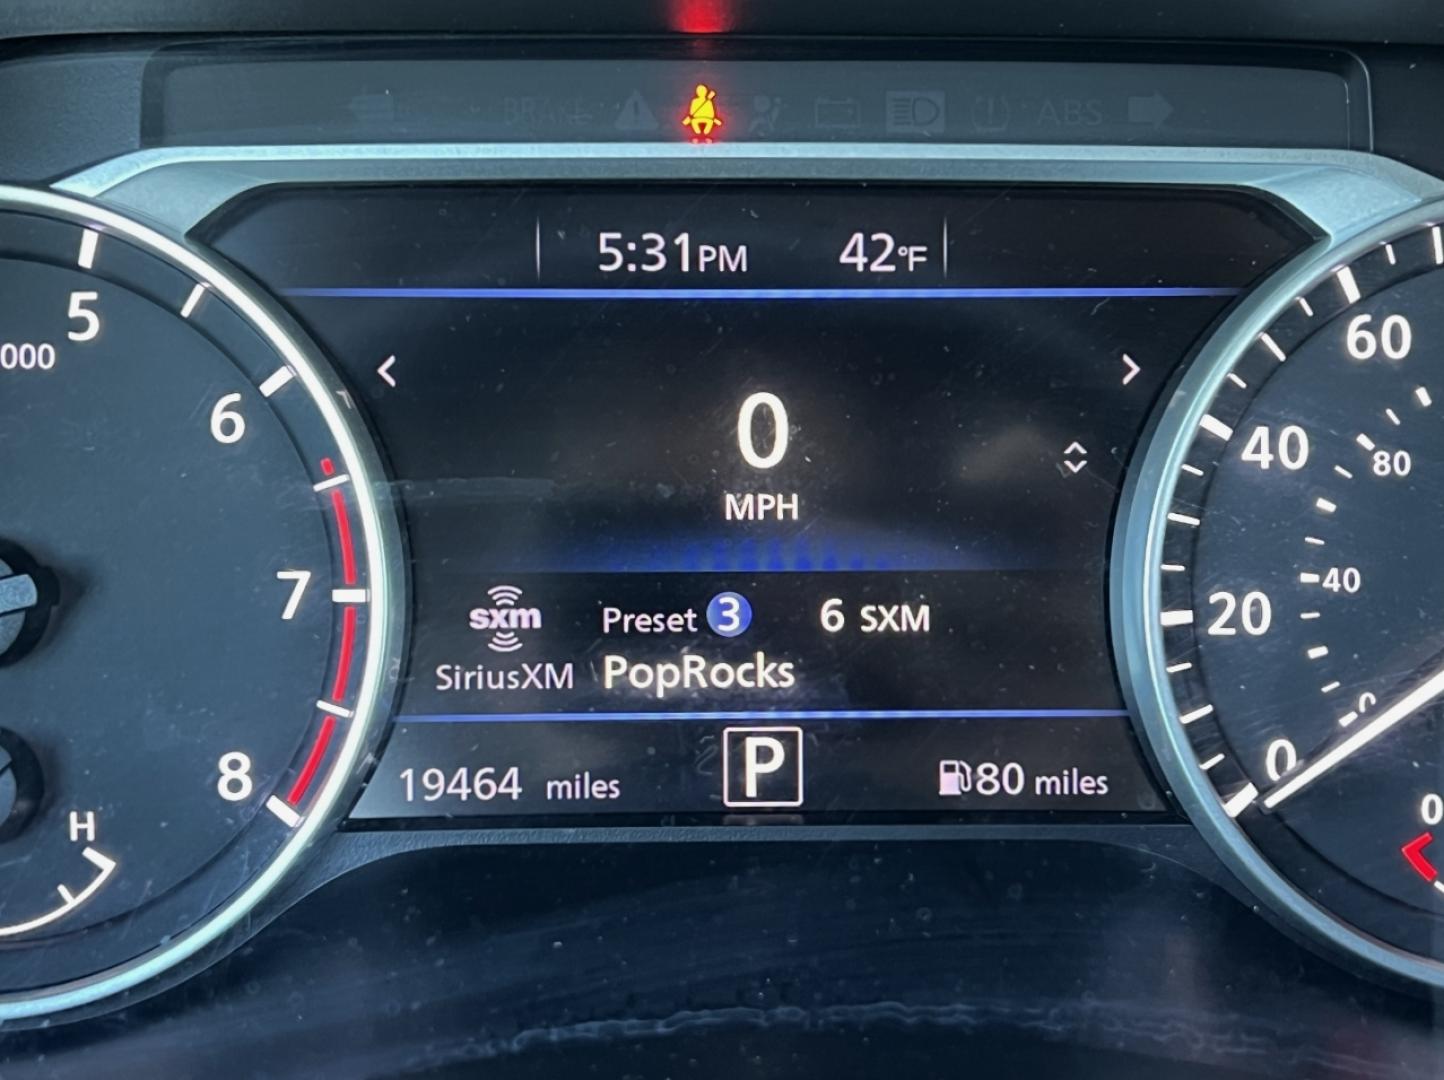 BRAKE ABS
5:31PM 42°F
5
000
6
7
8
H
< >
0
MPH
sxm Preset 3 6 SXM
SiriusXM PopRocks
19464 miles P 80 miles
60
40
80
40
20
0
0
0